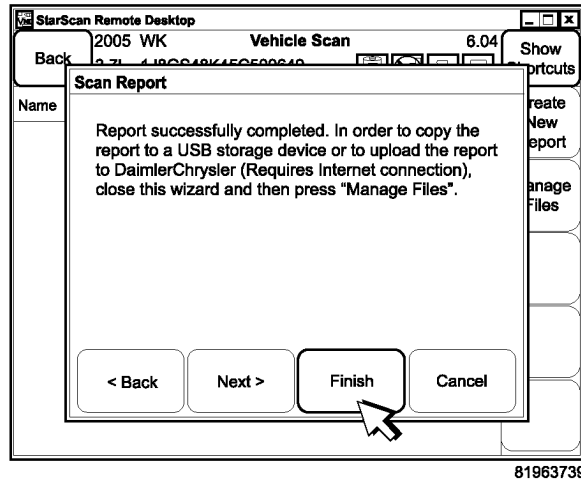 StarScan Remote Desktop
Back
2005 WK Vehicle Scan 6.04
Show
Name
Scan Report
Report successfully completed. In order to copy the
report to a USB storage device or to upload the report
to DaimlerChrysler (Requires Internet connection),
close this wizard and then press “Manage Files”.
New
< Back Next > Finish Cancel
81963739